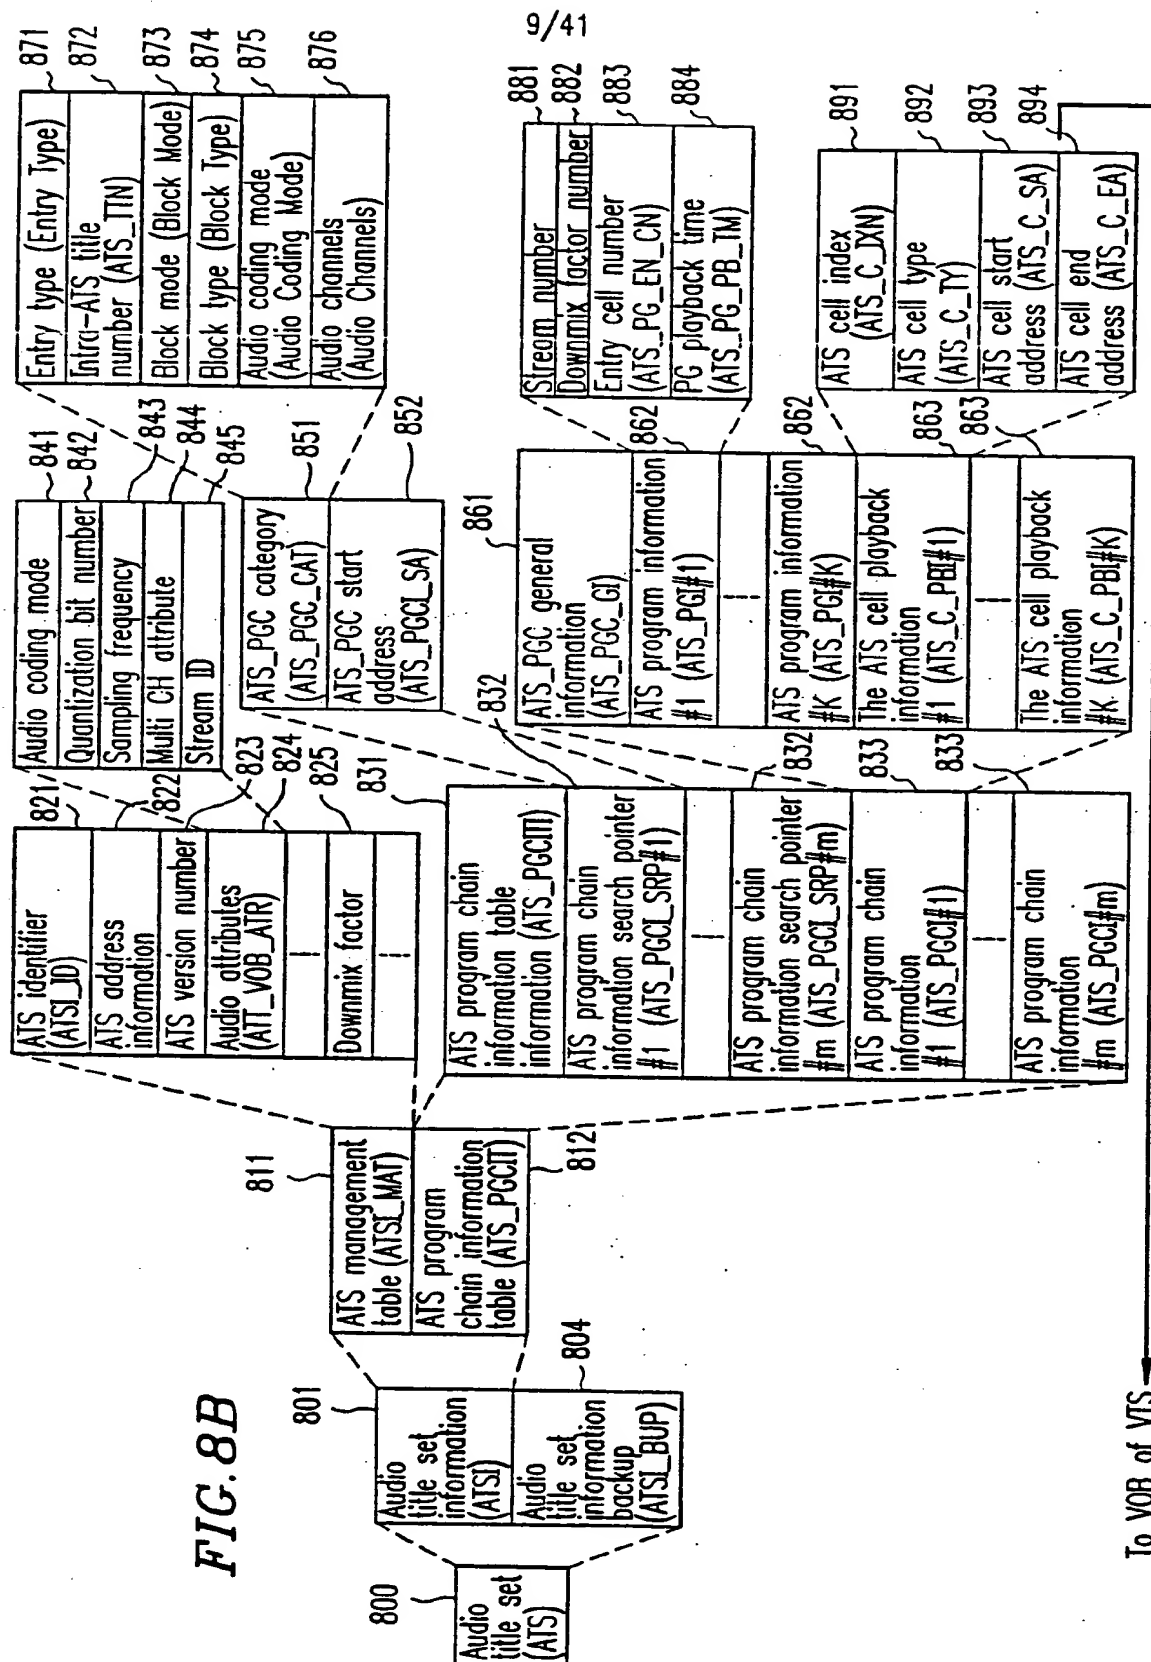 9/41
FIG.8B
800
Audio
title set
(ATS)
801
Audio
title set
information
(ATSI)
804
Audio
title set
information
backup
(ATSI_BUP)
811
ATS management
table (ATSI_MAT)
812
ATS program
chain information
table (ATS_PGCIT)
821
ATS identifier
(ATSI_ID)
822
ATS address
information
823
ATS version number
824
Audio attributes
(ATT_VOB_ATR)
825
Downmix factor
831
ATS program chain
information table
information (ATS_PGCITI)
832
ATS program chain
information search pointer
#1 (ATS_PGCI_SRP#1)
832
ATS program chain
information search pointer
#m (ATS_PGCI_SRP#m)
833
ATS program chain
information
#1 (ATS_PGCI#1)
833
ATS program chain
information
#m (ATS_PGCI#m)
841
Audio coding mode
842
Quantization bit number
843
Sampling frequency
844
Multi CH attribute
845
Stream ID
851
ATS_PGC category
(ATS_PGC_CAT)
852
ATS_PGC start
address
(ATS_PGCI_SA)
861
ATS_PGC general
information
(ATS_PGC_GI)
862
ATS program information
#1 (ATS_PGI#1)
862
ATS program information
#K (ATS_PGI#K)
863
The ATS cell playback
information
#1 (ATS_C_PBI#1)
863
The ATS cell playback
information
#K (ATS_C_PBI#K)
871
Entry type (Entry Type)
872
Intra-ATS title
number (ATS_TTN)
873
Block mode (Block Mode)
874
Block type (Block Type)
875
Audio coding mode
(Audio Coding Mode)
876
Audio channels
(Audio Channels)
881
Stream number
882
Downmix factor number
883
Entry cell number
(ATS_PG_EN_CN)
884
PG playback time
(ATS_PG_PB_TM)
891
ATS cell index
(ATS_C_IXN)
892
ATS cell type
(ATS_C_TY)
893
ATS cell start
address (ATS_C_SA)
894
ATS cell end
address (ATS_C_EA)
To VOB of VTS